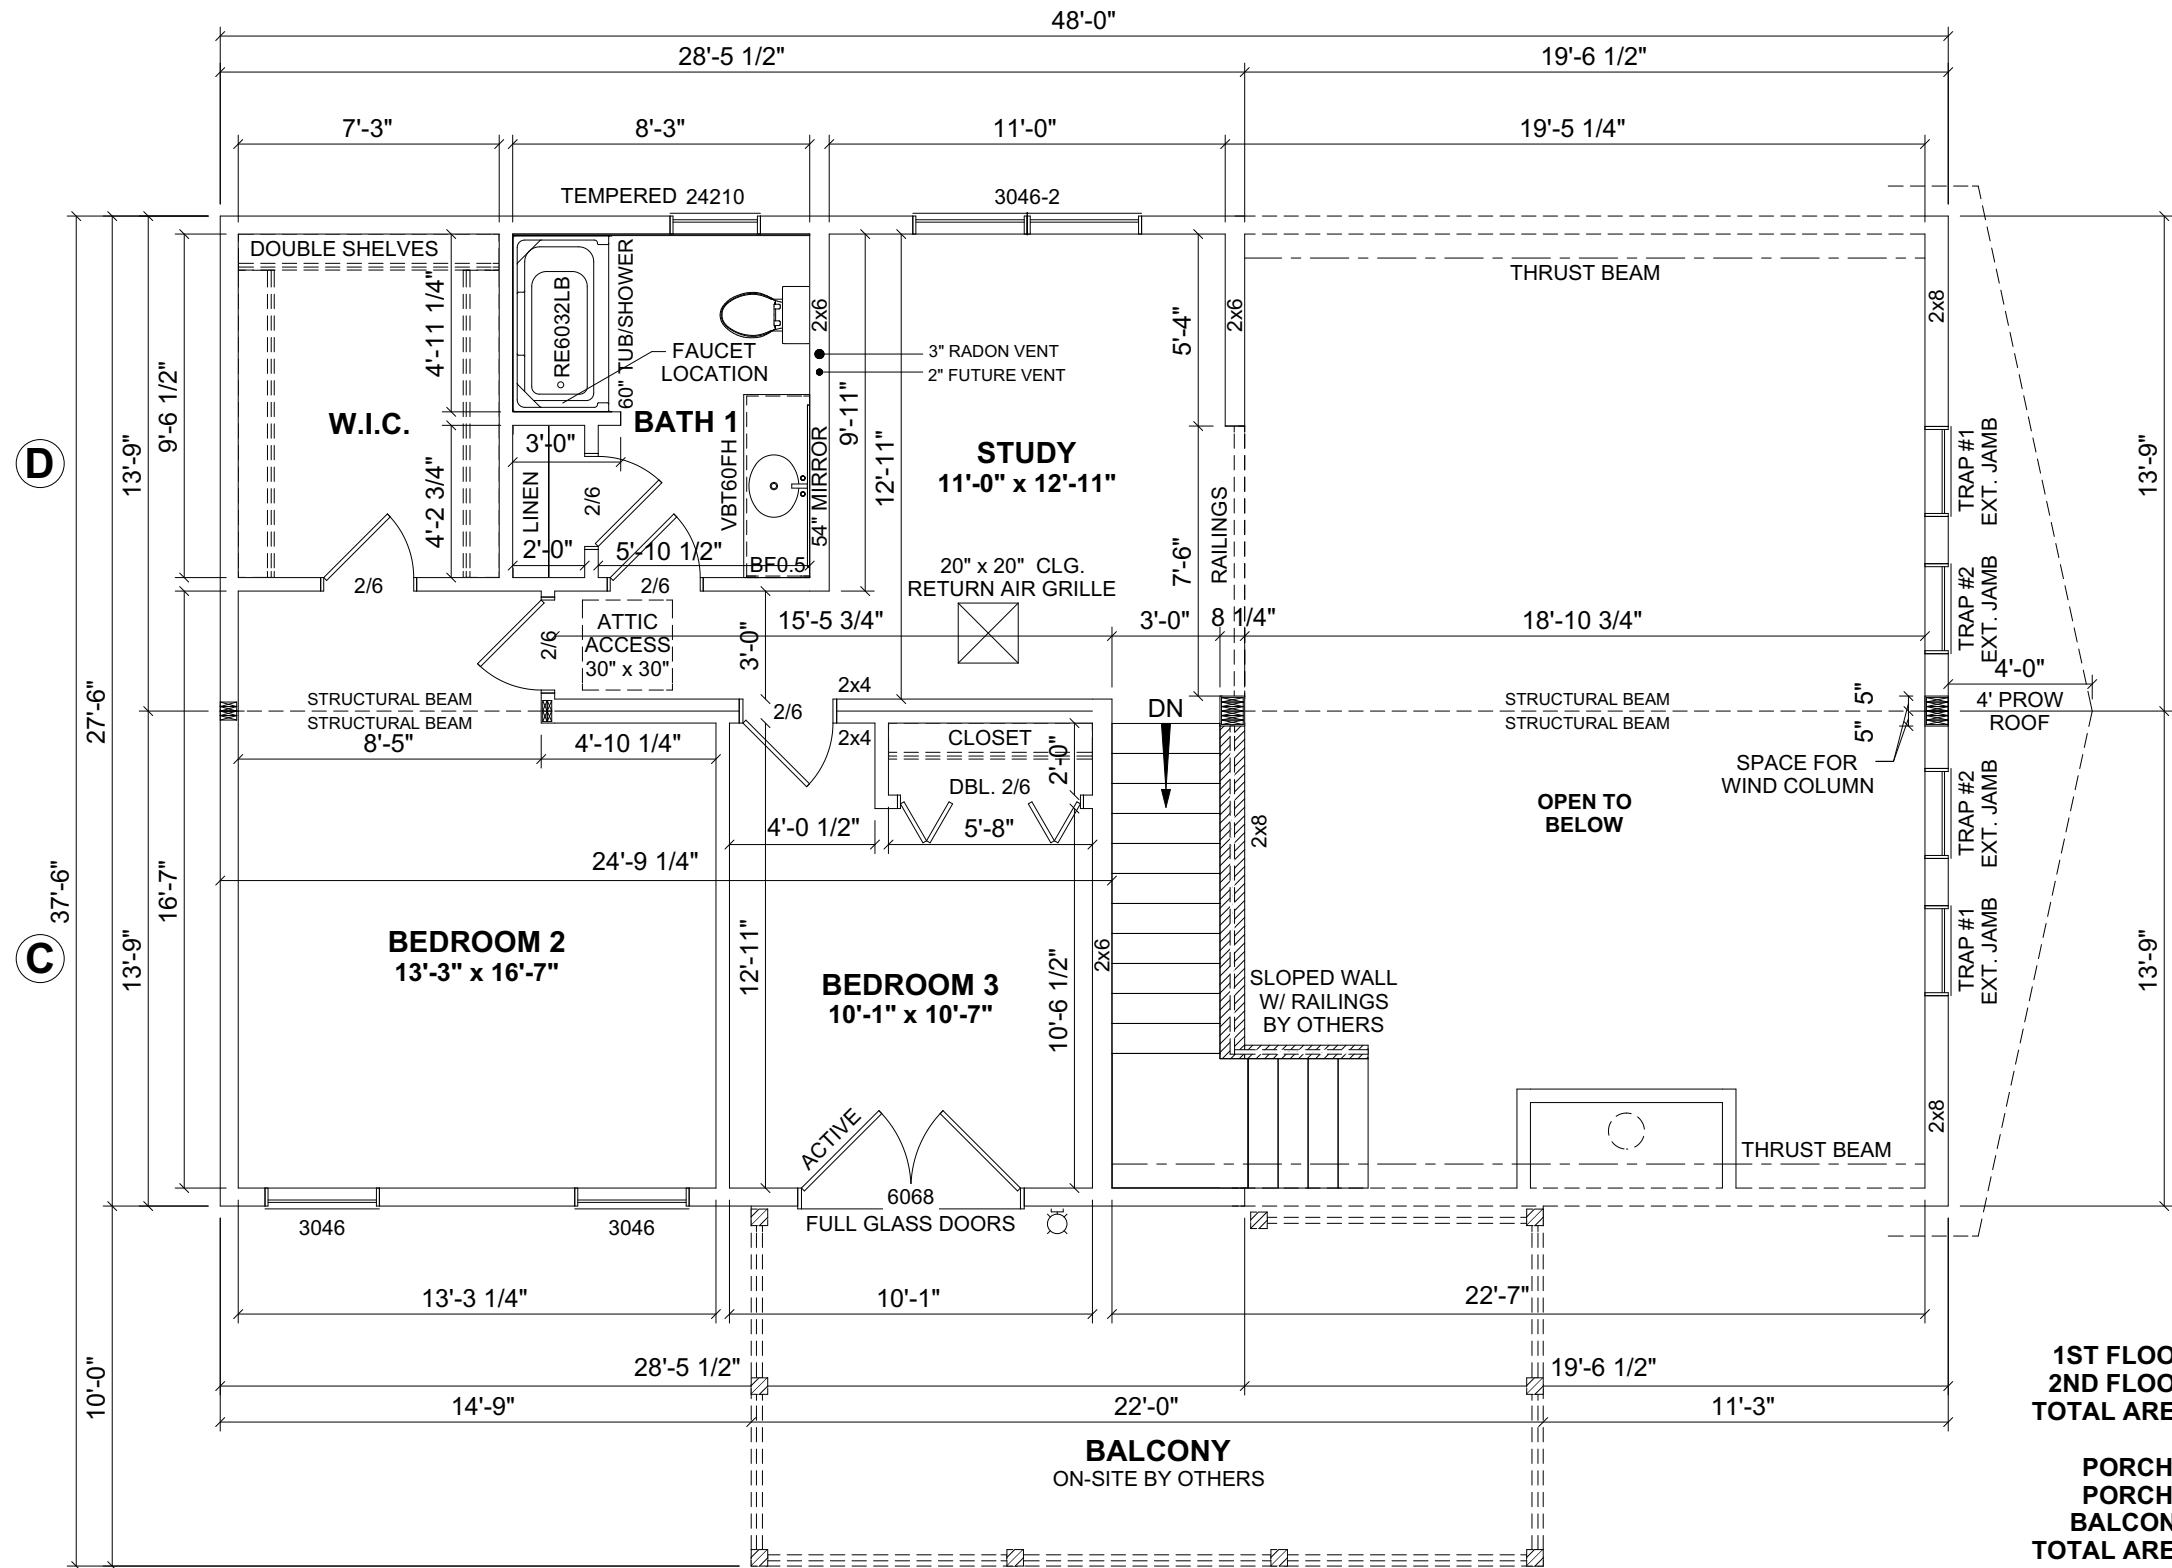 48'-0"
28'-5 1/2"
19'-6 1/2"
7'-3"
8'-3"
11'-0"
19'-5 1/4"
TEMPERED 24210
3046-2
DOUBLE SHELVES
THRUST BEAM
4'-11 1/4"
RE6032LB
60" TUB/SHOWER
2x6
5'-4"
2x6
2x8
FAUCET
LOCATION
3" RADON VENT
2" FUTURE VENT
9'-6 1/2"
13'-9"
W.I.C.
BATH 1
9'-11"
12'-11"
STUDY
11'-0" x 12'-11"
TRAP #1
EXT. JAMB
13'-9"
D
3'-0"
4'-2 3/4"
LINEN
2/6
VBT60FH
54" MIRROR
RAILINGS
7'-6"
2'-0"
5'-10 1/2"
BF0.5
20" x 20" CLG.
RETURN AIR GRILLE
TRAP #2
EXT. JAMB
2/6
2/6
ATTIC
ACCESS
30" x 30"
2/6
15'-5 3/4"
3'-0"
3'-0"
8 1/4"
18'-10 3/4"
4'-0"
27'-6"
STRUCTURAL BEAM
STRUCTURAL BEAM
2x4
2/6
2x4
DN
STRUCTURAL BEAM
STRUCTURAL BEAM
5"
5"
4' PROW
ROOF
8'-5"
4'-10 1/4"
CLOSET
2'-0"
SPACE FOR
WIND COLUMN
DBL. 2/6
OPEN TO
BELOW
TRAP #2
EXT. JAMB
4'-0 1/2"
5'-8"
2x8
24'-9 1/4"
37'-6"
16'-7"
C
13'-9"
BEDROOM 2
13'-3" x 16'-7"
12'-11"
BEDROOM 3
10'-1" x 10'-7"
10'-6 1/2"
2x6
SLOPED WALL
W/ RAILINGS
BY OTHERS
TRAP #1
EXT. JAMB
13'-9"
ACTIVE
2x8
THRUST BEAM
3046
3046
6068
FULL GLASS DOORS
13'-3 1/4"
10'-1"
22'-7"
10'-0"
28'-5 1/2"
19'-6 1/2"
14'-9"
22'-0"
11'-3"
BALCONY
ON-SITE BY OTHERS
1ST FLOO
2ND FLOO
TOTAL ARE
PORCH
PORCH
BALCON
TOTAL ARE